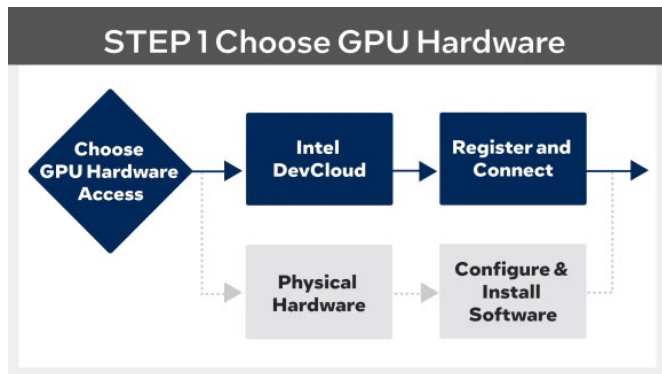 STEP 1 Choose GPU Hardware
Choose
GPU Hardware
Access
Intel
DevCloud
Register and
Connect
Physical
Hardware
Configure &
Install
Software